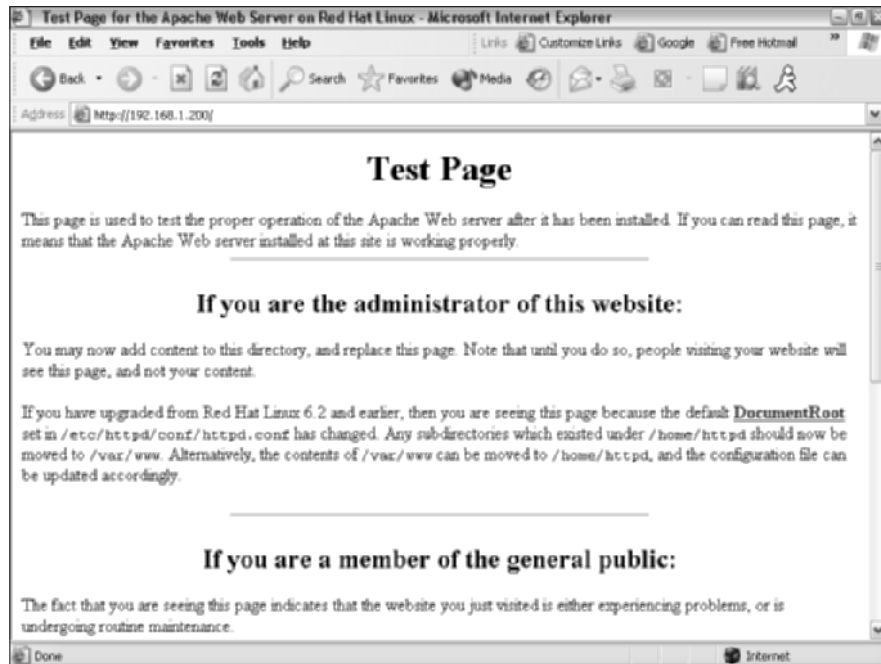 Test Page for the Apache Web Server on Red Hat Linux - Microsoft Internet Explorer
File Edit View Favorites Tools Help Links Customize Links Google Free Hotmail »
Back Search Favorites Media
Address http://192.168.1.200/
Test Page
This page is used to test the proper operation of the Apache Web server after it has been installed. If you can read this page, it
means that the Apache Web server installed at this site is working properly.
If you are the administrator of this website:
You may now add content to this directory, and replace this page. Note that until you do so, people visiting your website will
see this page, and not your content.
If you have upgraded from Red Hat Linux 6.2 and earlier, then you are seeing this page because the default DocumentRoot
set in /etc/httpd/conf/httpd.conf has changed. Any subdirectories which existed under /home/httpd should now be
moved to /var/www. Alternatively, the contents of /var/www can be moved to /home/httpd, and the configuration file can
be updated accordingly.
If you are a member of the general public:
The fact that you are seeing this page indicates that the website you just visited is either experiencing problems, or is
undergoing routine maintenance.
Done Internet